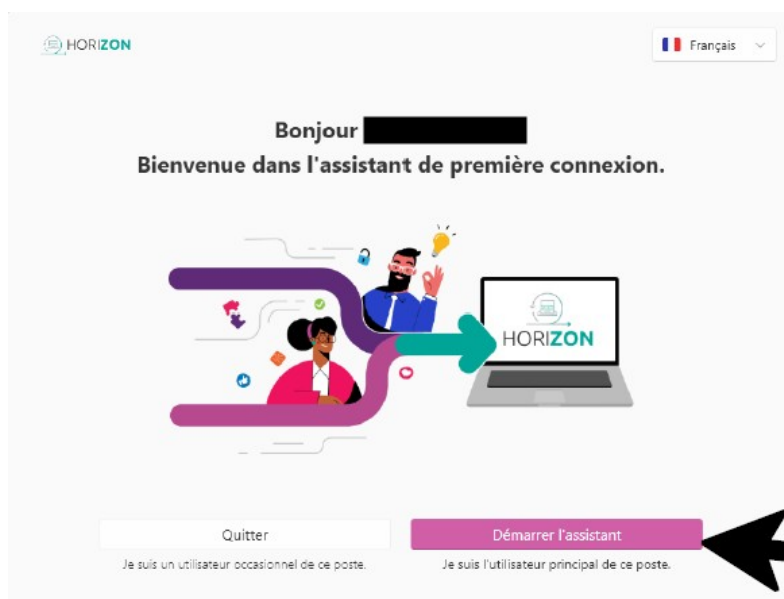 HORIZON
Français
Bonjour
Bienvenue dans l'assistant de première connexion.
HORIZON
Quitter
Démarrer l'assistant
Je suis un utilisateur occasionnel de ce poste.
Je suis l'utilisateur principal de ce poste.